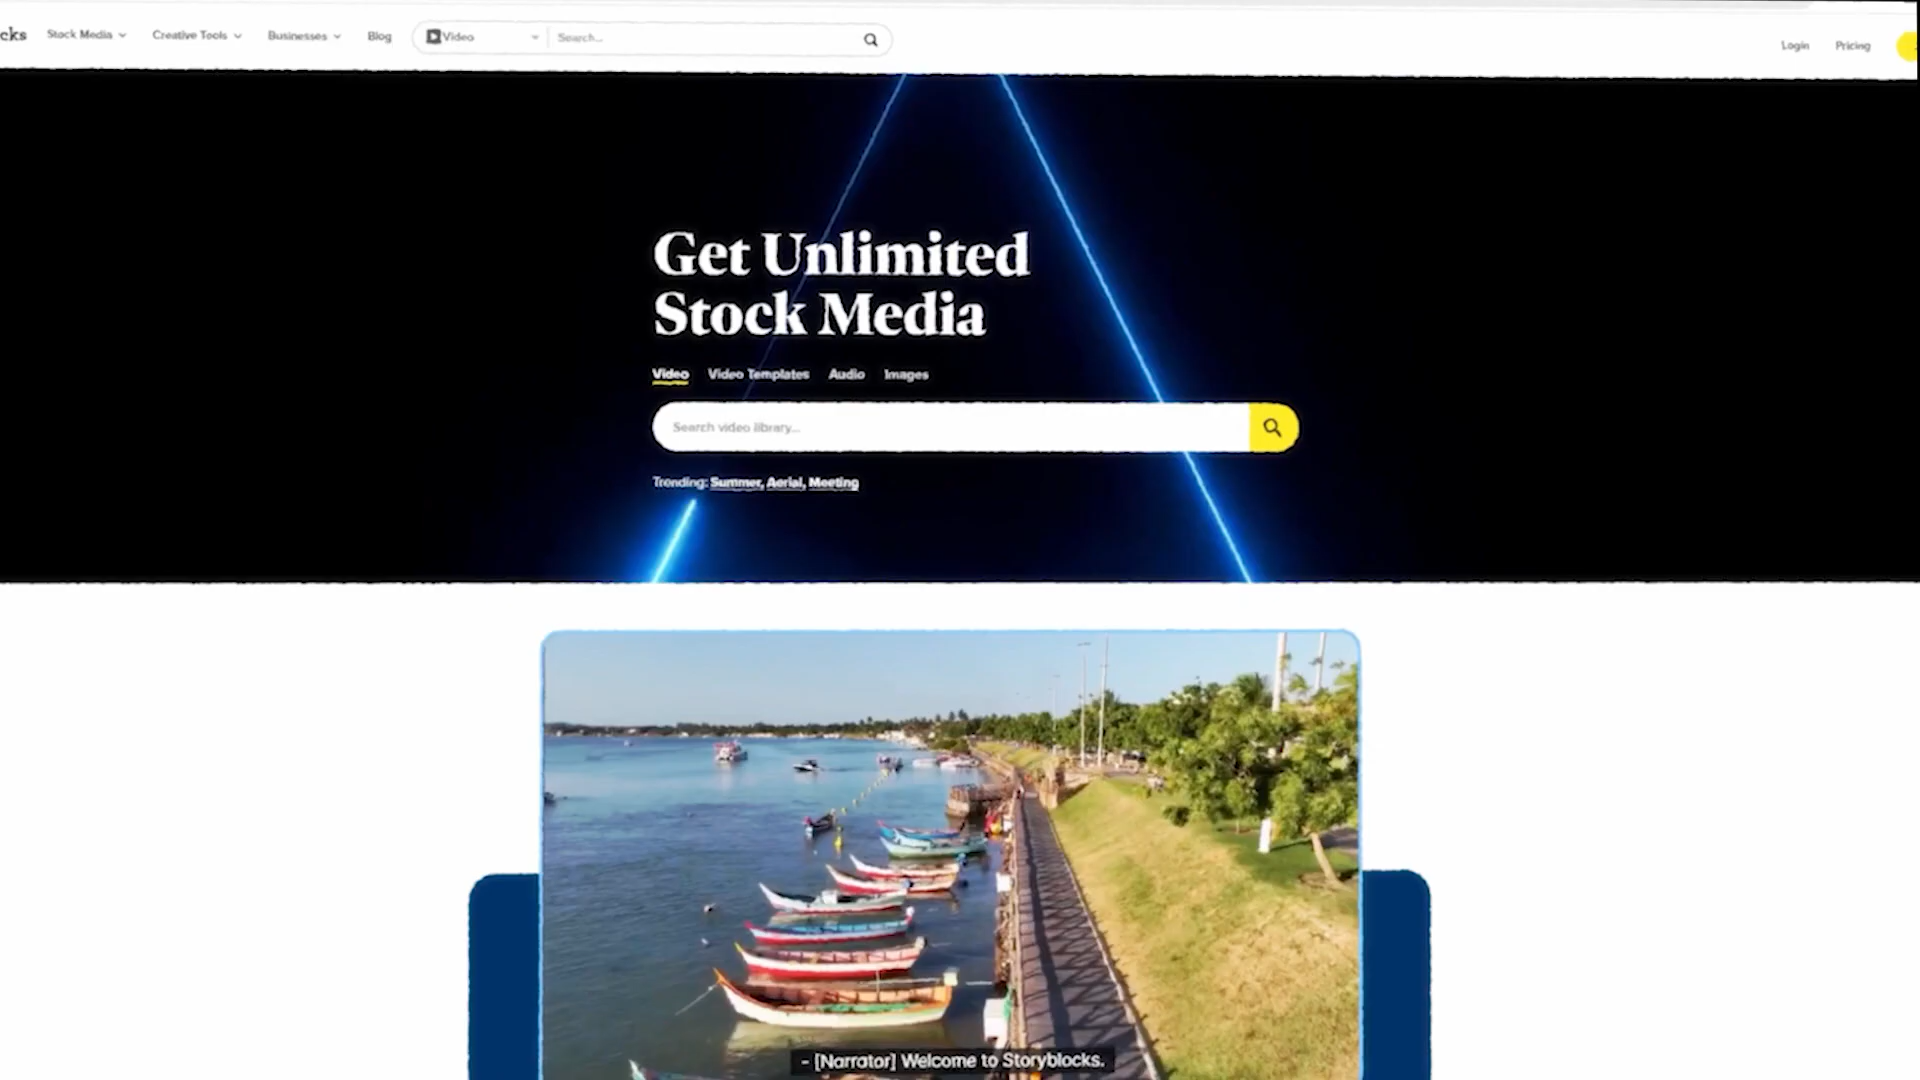 cks Stock Media Creative Tools Businesses Blog Video Search... Login Pricing
Get Unlimited
Stock Media
Video Video Templates Audio Images
Search video library...
Trending: Summer, Aerial, Meeting
- [Narrator] Welcome to Storyblocks.